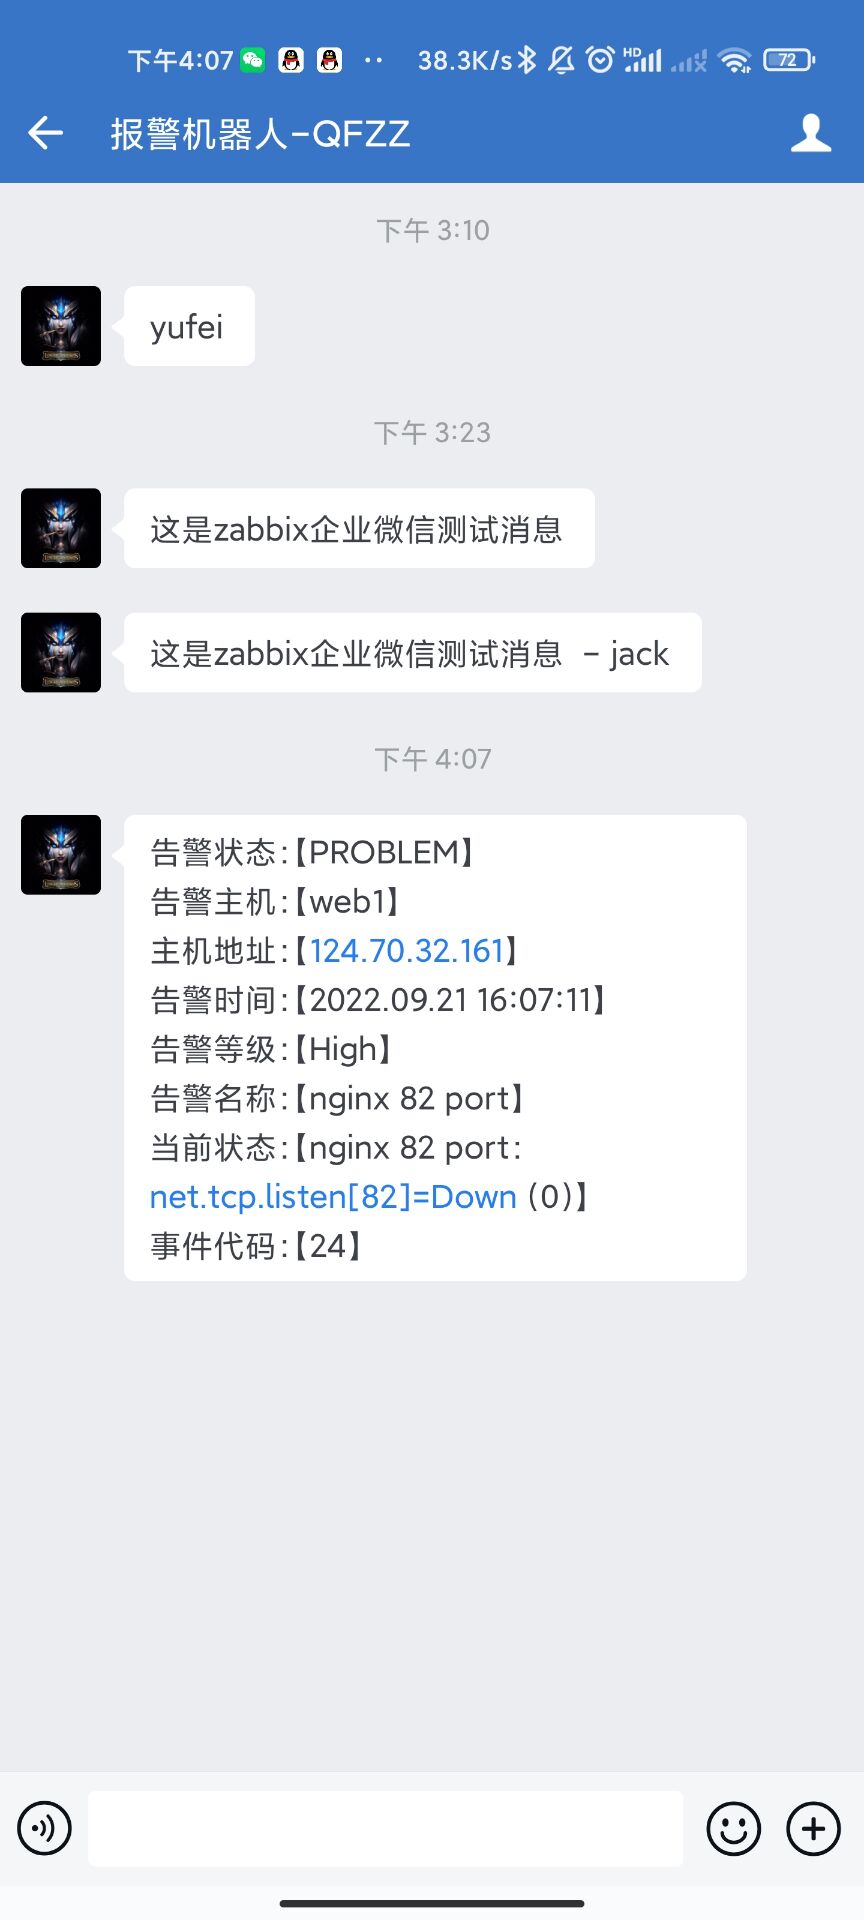 下午4:07 38.3K/s HD 72
报警机器人-QFZZ
下午 3:10
yufei
下午 3:23
这是zabbix企业微信测试消息
这是zabbix企业微信测试消息 - jack
下午 4:07
告警状态:【PROBLEM】
告警主机:【web1】
主机地址:【124.70.32.161】
告警时间:【2022.09.21 16:07:11】
告警等级:【High】
告警名称:【nginx 82 port】
当前状态:【nginx 82 port:
net.tcp.listen[82]=Down (0)】
事件代码:【24】